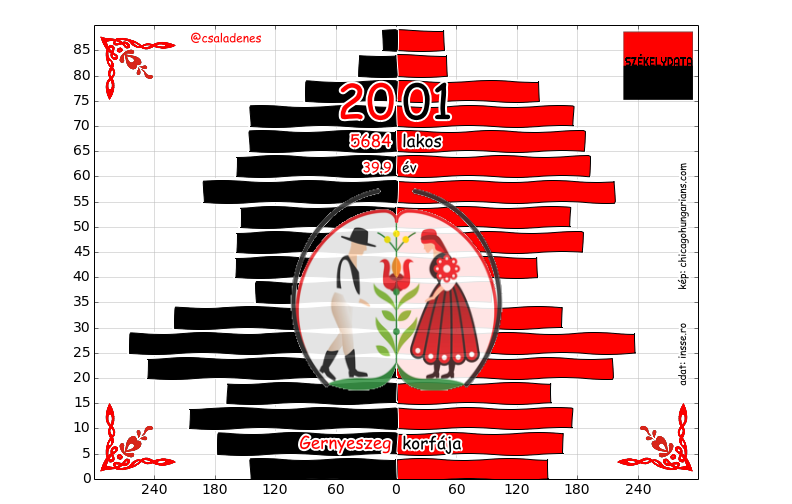 @csaladenes
SZÉKELYDATA
2001
5684 lakos
39.9 év
kép: chicagohungarians.com
adat: insse.ro
Gernyeszeg korfája
85
80
75
70
65
60
55
50
45
40
35
30
25
20
15
10
5
0
240 180 120 60 0 60 120 180 240